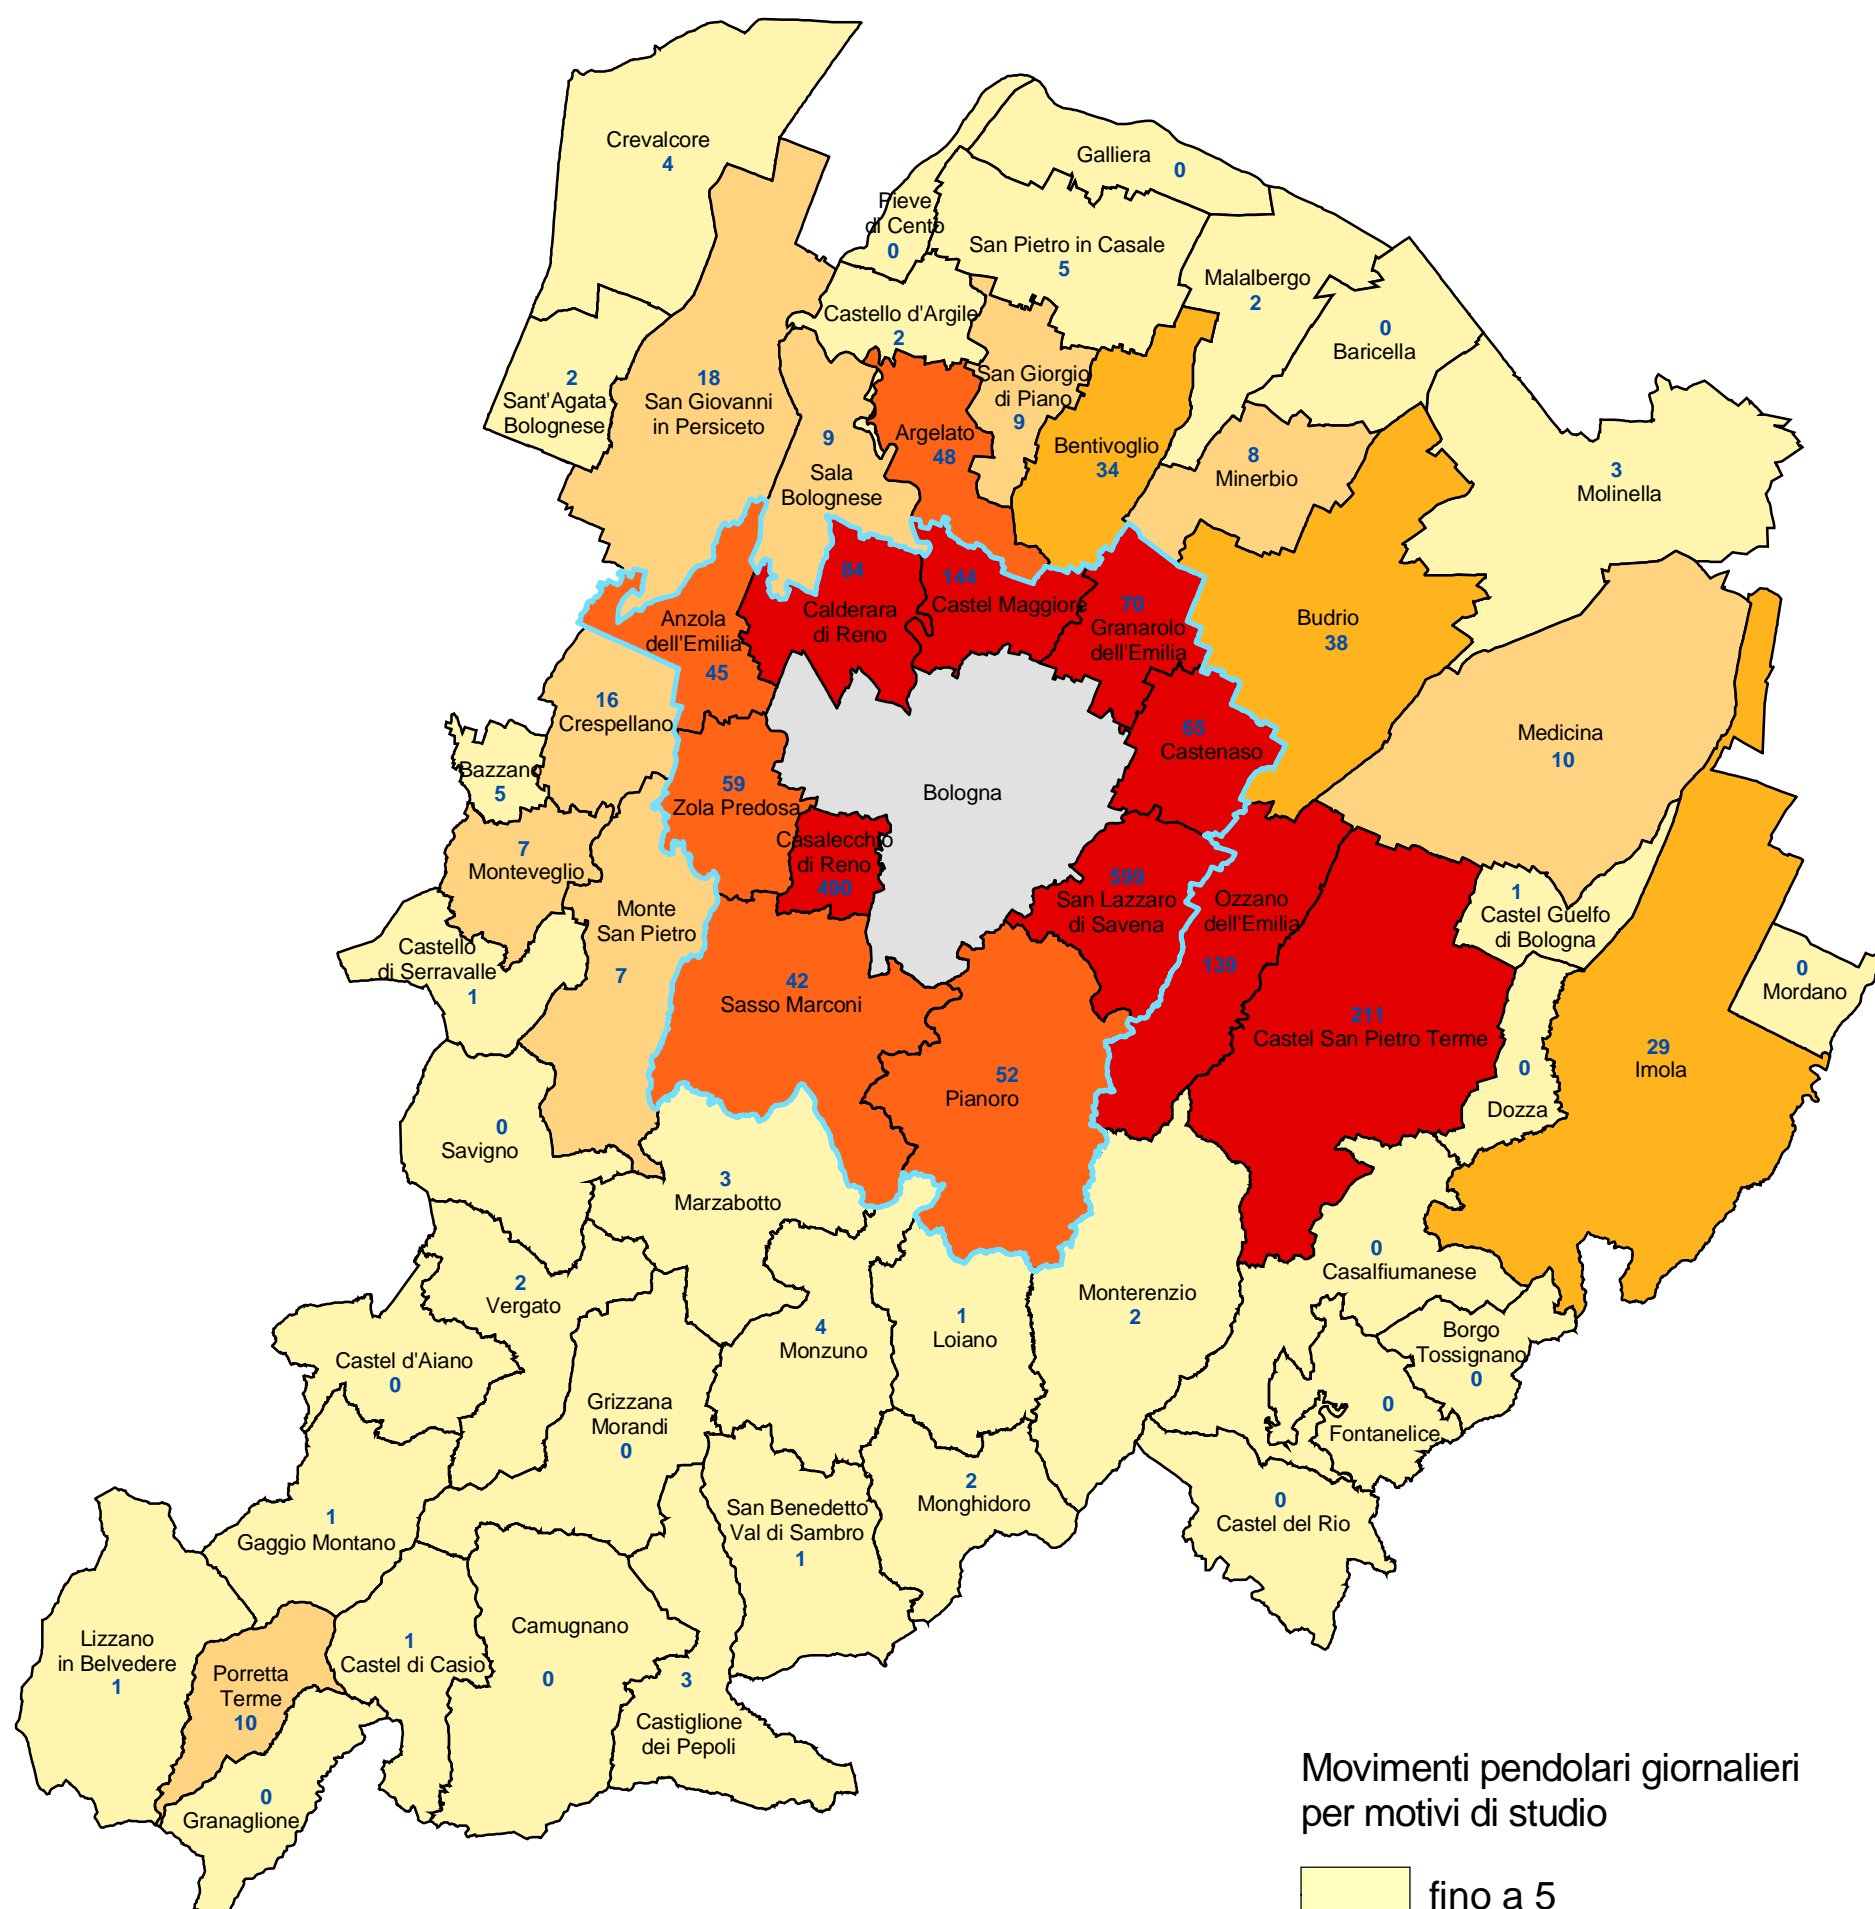 Crevalcore
4
Galliera
0
Pieve
di Cento
0
San Pietro in Casale
5
Malalbergo
2
0
Baricella
Castello d'Argile
2
2
Sant'Agata
Bolognese
18
San Giovanni
in Persiceto
San Giorgio
di Piano
9
9
Sala
Bolognese
Argelato
48
Bentivoglio
34
8
Minerbio
3
Molinella
84
Calderara
di Reno
144
Castel Maggiore
70
Granarolo
dell'Emilia
Anzola
dell'Emilia
45
Budrio
38
16
Crespellano
65
Castenaso
Medicina
10
Bazzano
5
59
Zola Predosa
Bologna
7
Monteveglio
Casalecchio
di Reno
490
599
San Lazzaro
di Savena
Ozzano
dell'Emilia
139
1
Castel Guelfo
di Bologna
Monte
San Pietro
7
Castello
di Serravalle
1
42
Sasso Marconi
0
Mordano
211
Castel San Pietro Terme
29
Imola
52
Pianoro
0
Dozza
0
Savigno
3
Marzabotto
0
Casalfiumanese
2
Vergato
Monterenzio
2
4
Monzuno
1
Loiano
Borgo
Tossignano
0
Castel d'Aiano
0
Grizzana
Morandi
0
0
Fontanelice
2
Monghidoro
0
Castel del Rio
San Benedetto
Val di Sambro
1
1
Gaggio Montano
Lizzano
in Belvedere
1
Porretta
Terme
10
1
Castel di Casio
Camugnano
0
3
Castiglione
dei Pepoli
0
Granaglione
Movimenti pendolari giornalieri
per motivi di studio
fino a 5